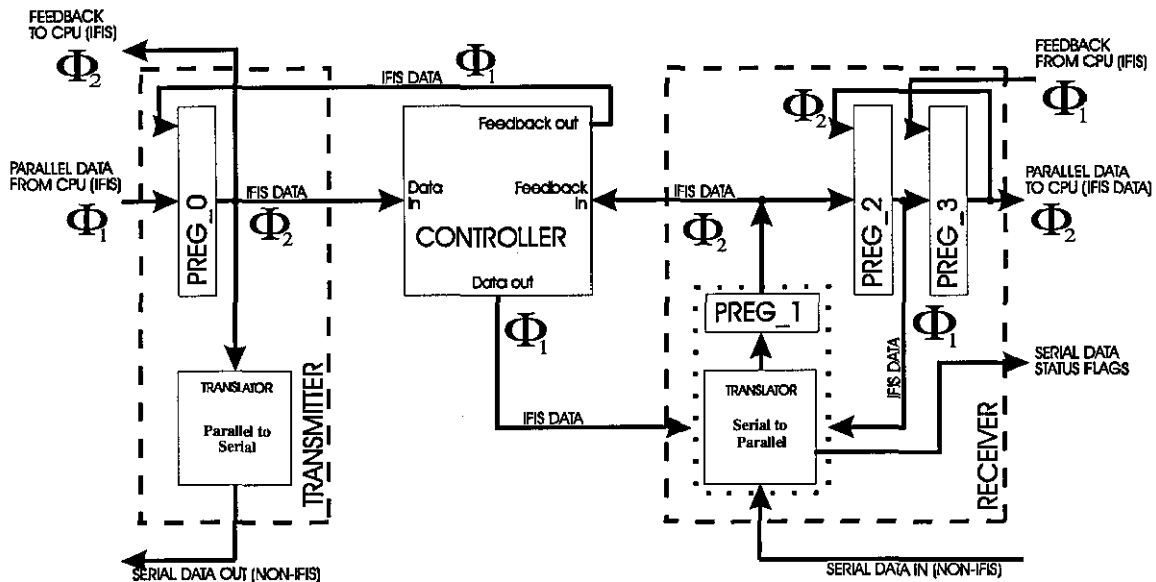 FEEDBACK
TO CPU (IFIS)
Φ2
Φ1
IFIS DATA
FEEDBACK
FROM CPU (IFIS)
Φ1
Feedback out
Φ2
PARALLEL DATA
FROM CPU (IFIS)
Φ1
PREG_0
IFIS DATA
Φ2
Data
In
Feedback
In
CONTROLLER
Data out
Φ1
IFIS DATA
Φ2
PREG_2
PREG_3
PARALLEL DATA
TO CPU (IFIS DATA)
Φ2
PREG_1
Φ1
IFIS DATA
SERIAL DATA
STATUS FLAGS
TRANSLATOR
Parallel to
Serial
TRANSMITTER
IFIS DATA
TRANSLATOR
Serial to
Parallel
RECEIVER
SERIAL DATA OUT (NON-IFIS)
SERIAL DATA IN (NON-IFIS)